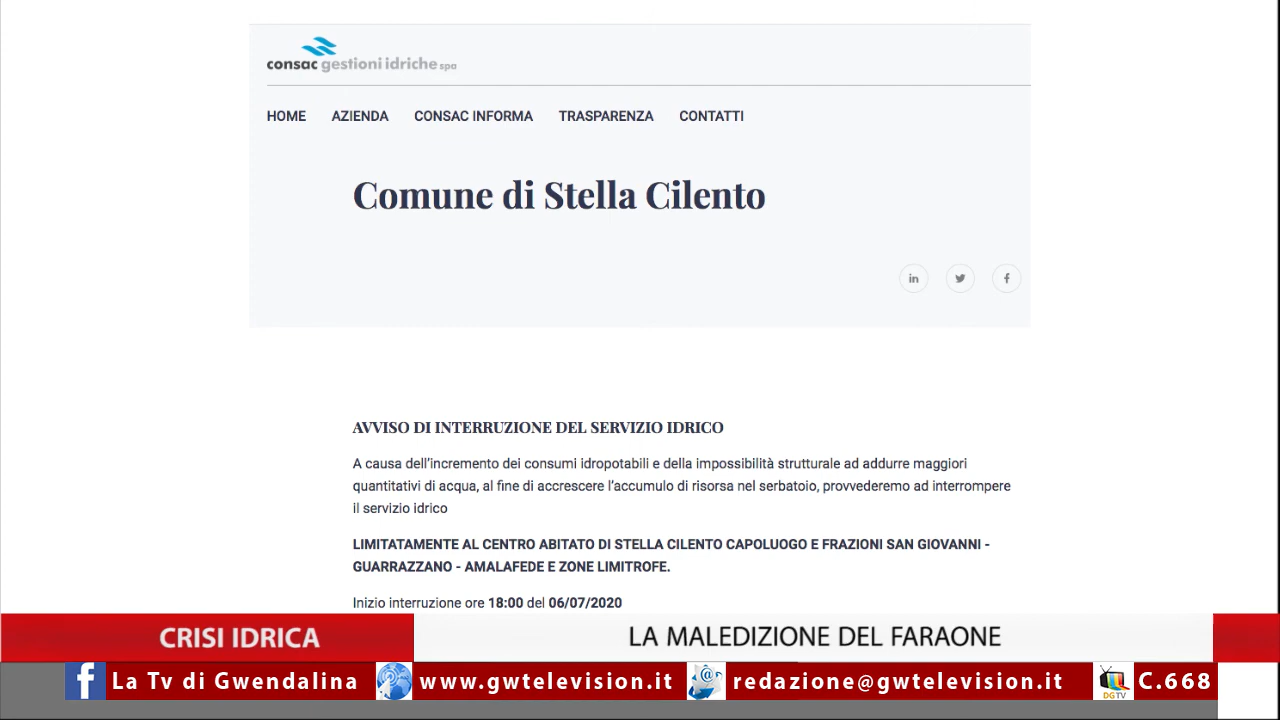 consac gestioni idriche spa
HOME AZIENDA CONSAC INFORMA TRASPARENZA CONTATTI
Comune di Stella Cilento
in f
AVVISO DI INTERRUZIONE DEL SERVIZIO IDRICO
A causa dell'incremento dei consumi idropotabili e della impossibilità strutturale ad addurre maggiori
quantitativi di acqua, al fine di accrescere l'accumulo di risorsa nel serbatoio, provvederemo ad interrompere
il servizio idrico
LIMITATAMENTE AL CENTRO ABITATO DI STELLA CILENTO CAPOLUOGO E FRAZIONI SAN GIOVANNI -
GUARRAZZANO - AMALAFEDE E ZONE LIMITROFE.
Inizio interruzione ore 18:00 del 06/07/2020
CRISI IDRICA LA MALEDIZIONE DEL FARAONE
f La Tv di Gwendalina www.gwtelevision.it @ redazione@gwtelevision.it DGTV C.668